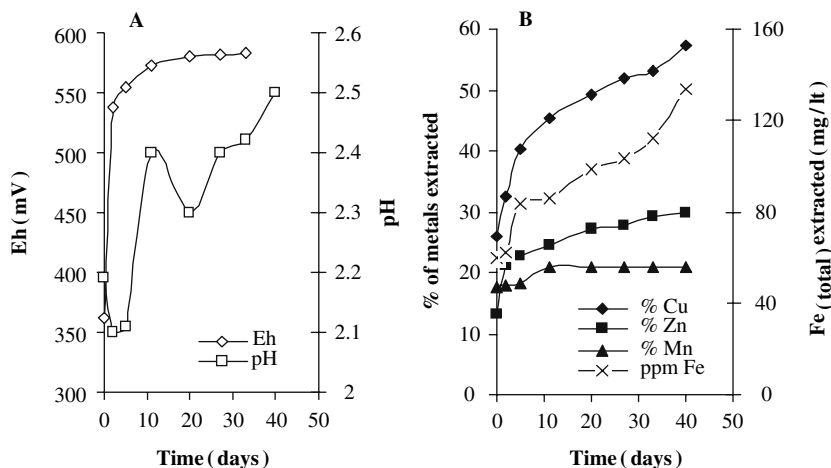 A
600
550
500
450
400
350
300
Eh (mV)
2.6
2.5
2.4
2.3
2.2
2.1
2
pH
Eh
pH
0 10 20 30 40 50
Time (days)
B
60
50
40
30
20
10
0
% of metals extracted
160
120
80
40
0
Fe (total) extracted (mg/lt)
% Cu
% Zn
% Mn
ppm Fe
0 10 20 30 40 50
Time (days)